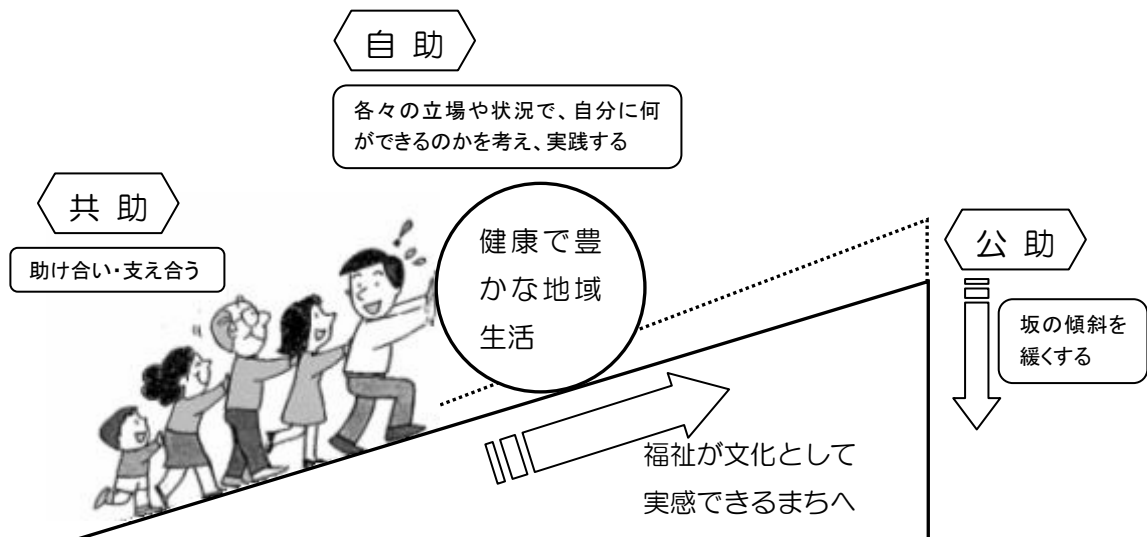 自助
各々の立場や状況で、自分に何
ができるのかを考え、実践する
共助
助け合い・支え合う
健康で豊
かな地域
生活
公助
坂の傾斜を
緩くする
福祉が文化として
実感できるまちへ